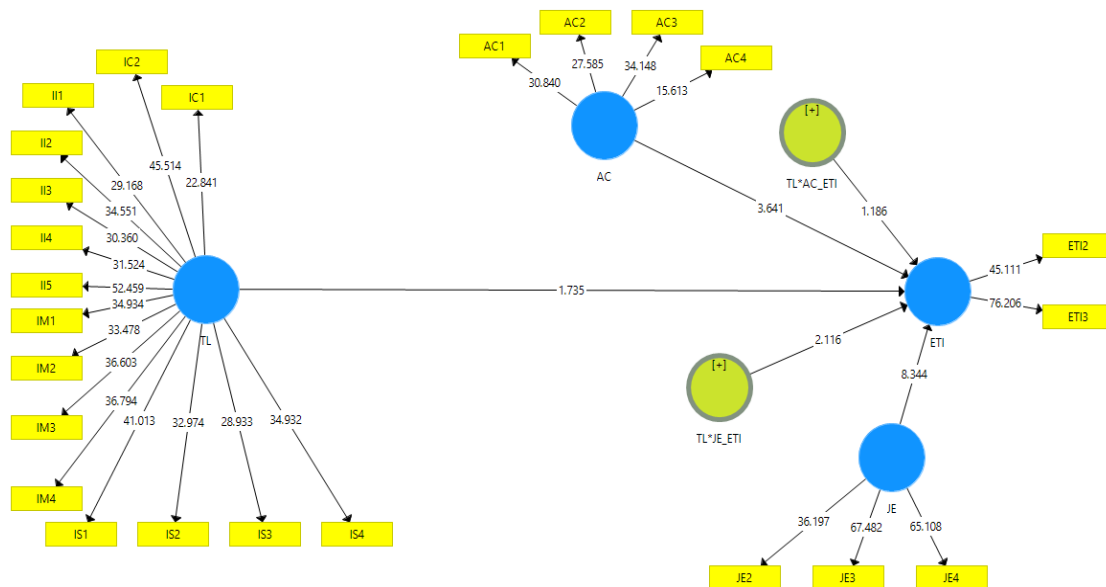 AC2
AC3
AC1
AC4
IC2
IC1
II1
II2
II3
II4
II5
IM1
IM2
IM3
IM4
IS1
IS2
IS3
IS4
30.840
27.585
34.148
15.613
AC
[+]
TL*AC_ETI
3.641
1.186
45.514
22.841
29.168
34.551
30.360
31.524
52.459
34.934
33.478
36.603
36.794
41.013
32.974
28.933
34.932
TL
1.735
ETI
45.111
76.206
ETI2
ETI3
2.116
[+]
TL*JE_ETI
8.344
JE
36.197
67.482
65.108
JE2
JE3
JE4